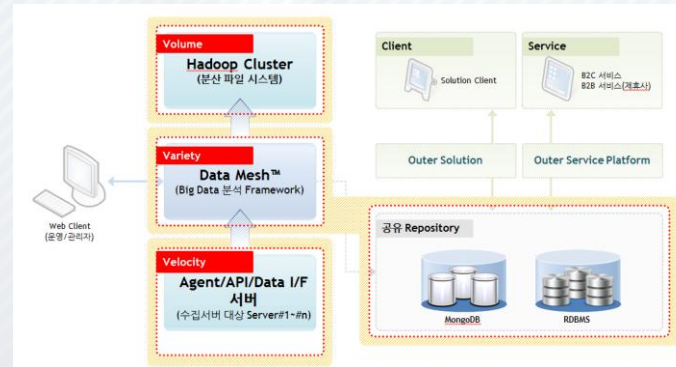 Volume
Hadoop Cluster
(분산 파일 시스템)
Variety
Data Mesh™
(Big Data 분석 Framework)
Velocity
Agent/API/Data I/F
서버
(수집서버 대상 Server#1~#n)
Web Client
(운영/관리자)
Client
Solution Client
Service
B2C 서비스
B2B 서비스(제휴사)
Outer Solution
Outer Service Platform
공유 Repository
MongoDB
RDBMS